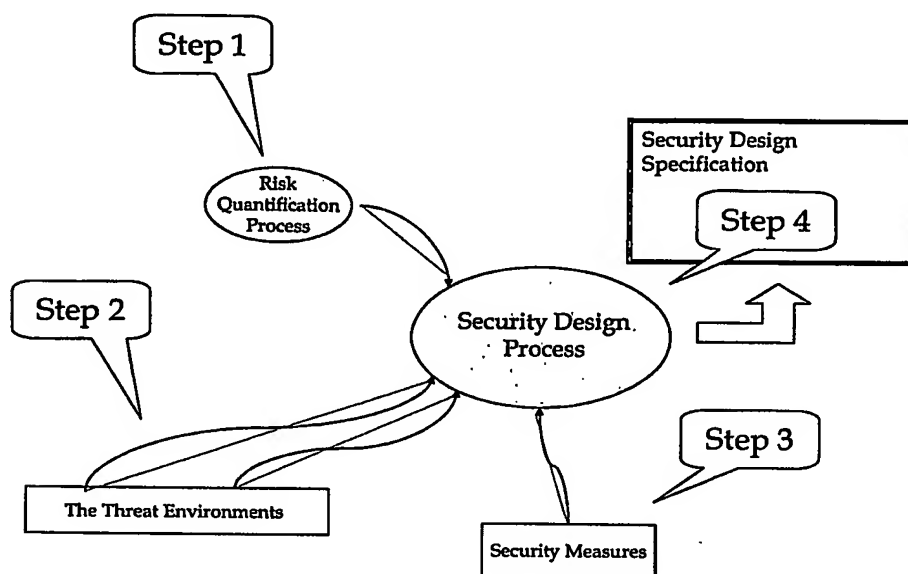 Step 1
Security Design
Specification
Risk
Quantification
Process
Step 4
Step 2
Security Design
Process
Step 3
The Threat Environments
Security Measures